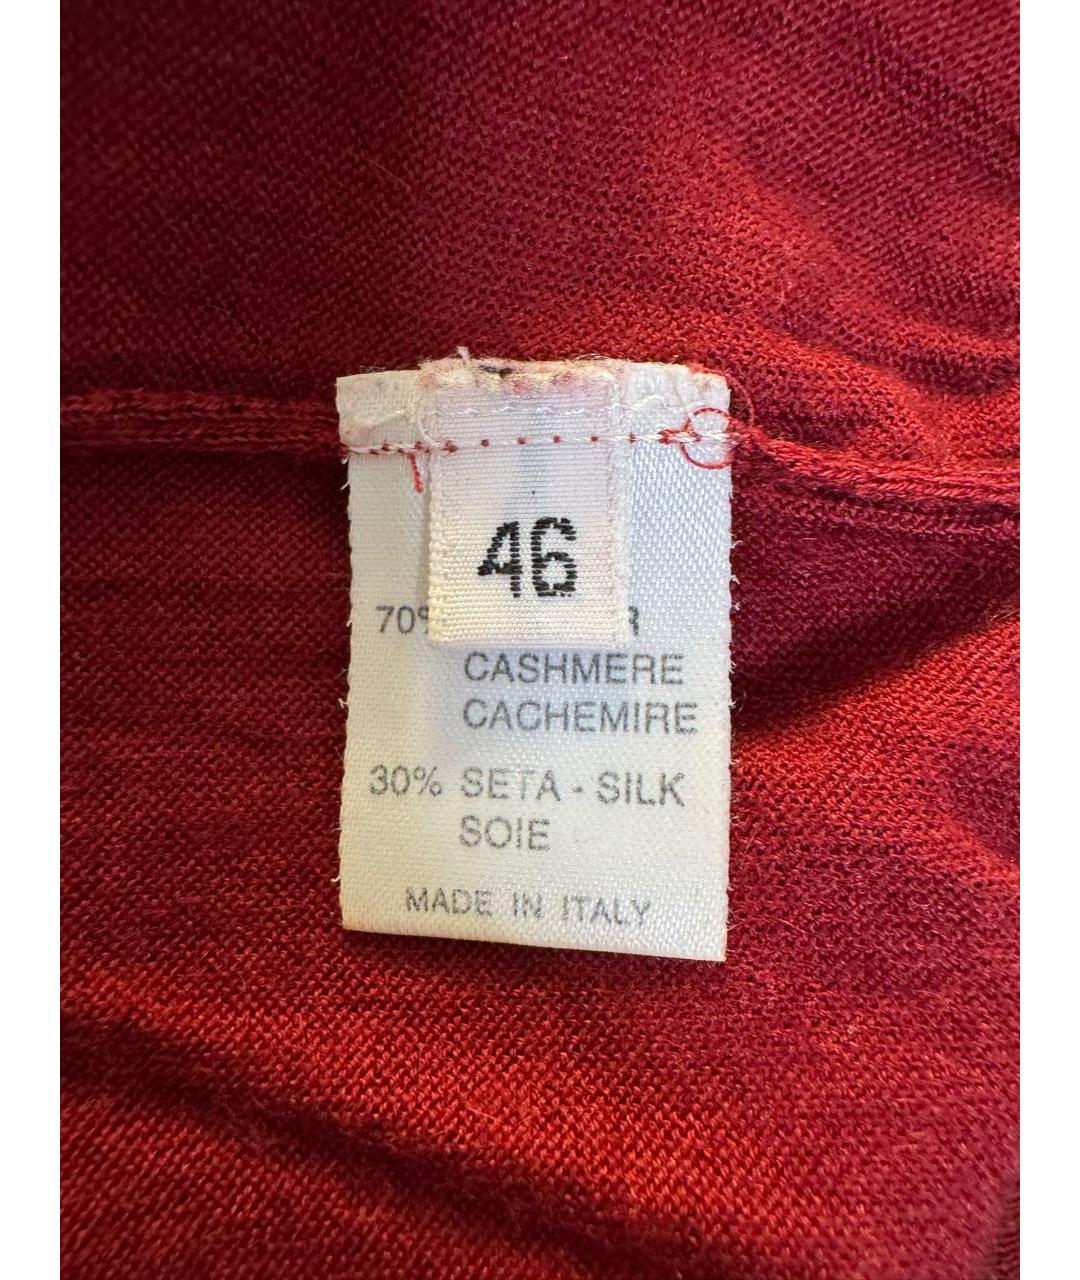 46
70%
CASHMERE
CACHEMIRE
30% SETA - SILK
SOIE
MADE IN ITALY